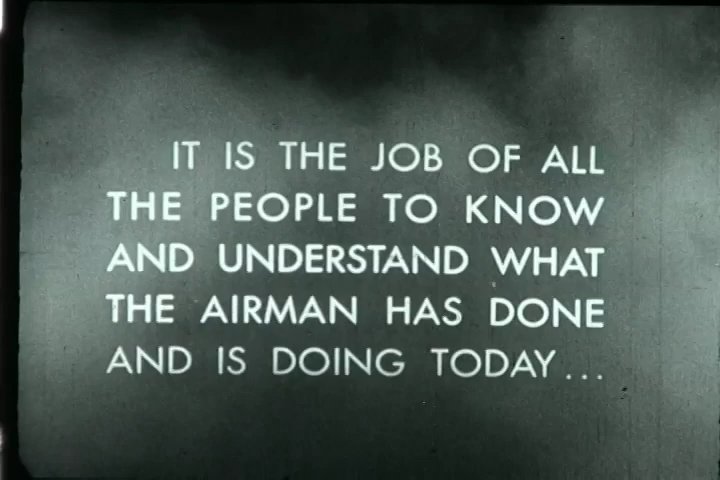 IT IS THE JOB OF ALL
THE PEOPLE TO KNOW
AND UNDERSTAND WHAT
THE AIRMAN HAS DONE
AND IS DOING TODAY...